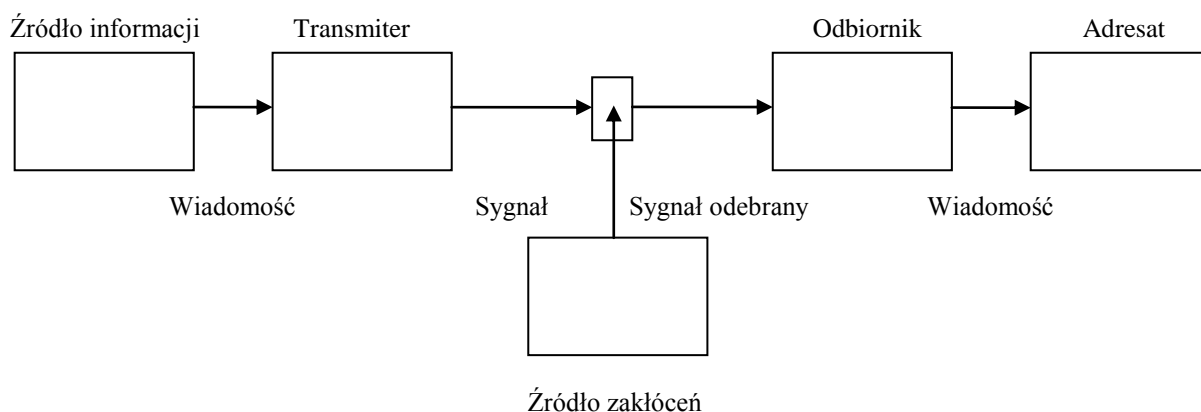 Źródło informacji Transmiter Odbiornik Adresat
Wiadomość Sygnał Sygnał odebrany Wiadomość
Źródło zakłóceń